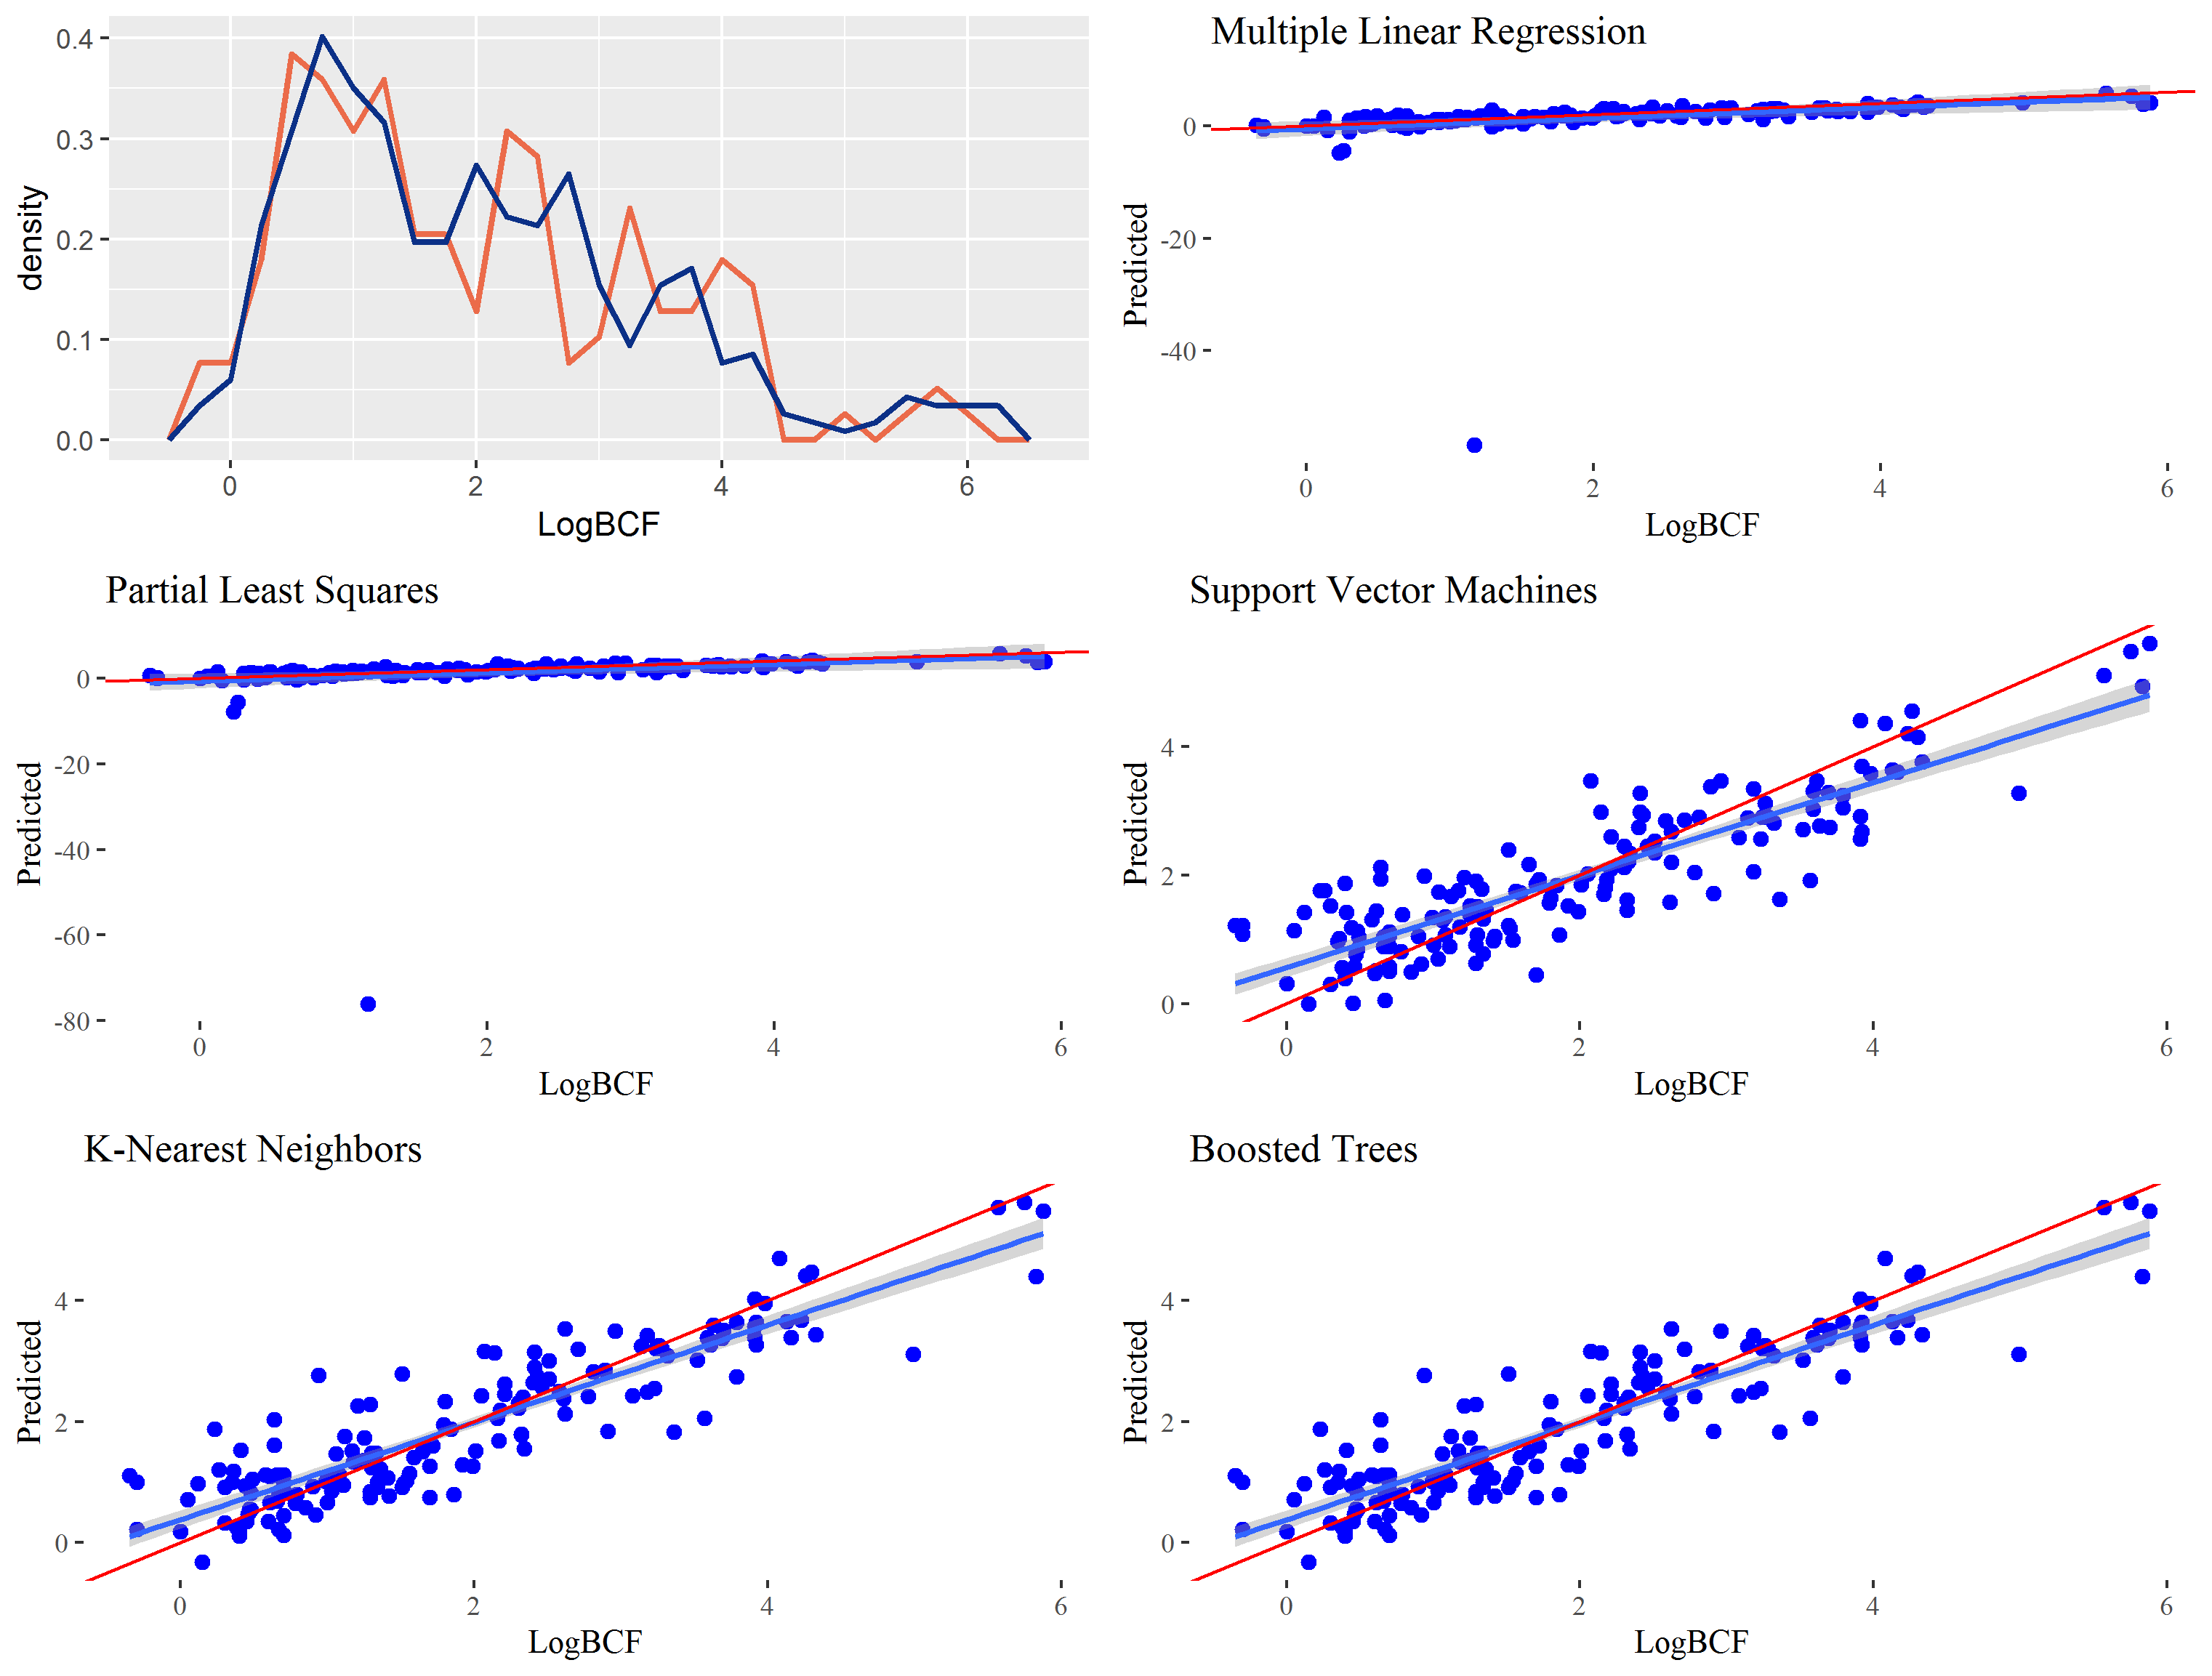 0.4
0.3
0.2
0.1
0.0
density
0 2 4 6
LogBCF
Multiple Linear Regression
0
-20
-40
Predicted
0 2 4 6
LogBCF
Partial Least Squares
0
-20
-40
-60
-80
Predicted
0 2 4 6
LogBCF
Support Vector Machines
4
2
0
Predicted
0 2 4 6
LogBCF
K-Nearest Neighbors
4
2
0
Predicted
0 2 4 6
LogBCF
Boosted Trees
4
2
0
Predicted
0 2 4 6
LogBCF